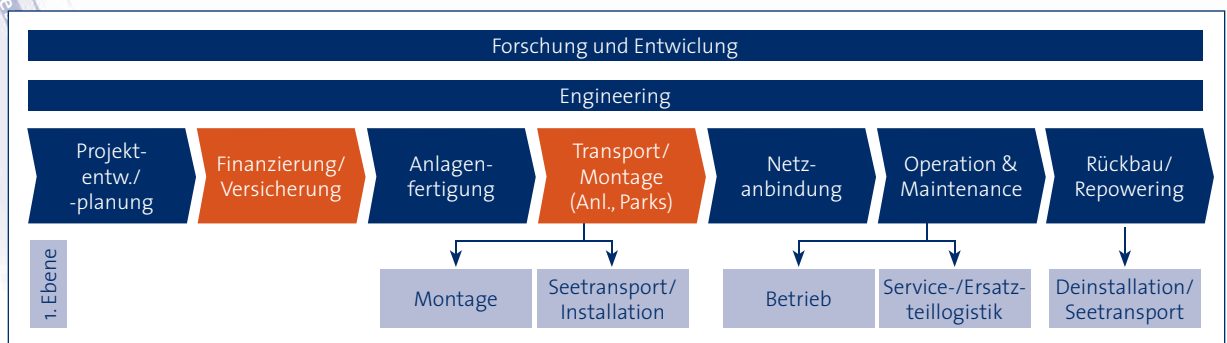 Forschung und Entwiclung
Engineering
Projekt-
entw./
-planung
Finanzierung/
Versicherung
Anlagen-
fertigung
Transport/
Montage
(Anl., Parks)
Netz-
anbindung
Operation &
Maintenance
Rückbau/
Repowering
1. Ebene
Montage
Seetransport/
Installation
Betrieb
Service-/Ersatz-
teillogistik
Deinstallation/
Seetransport